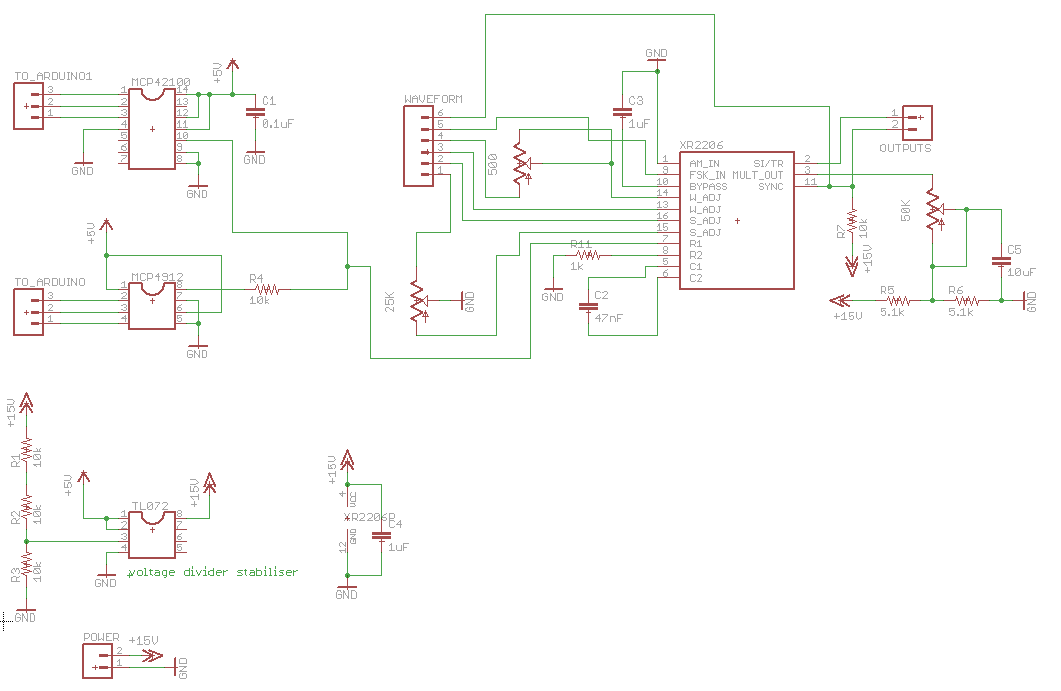 TO_ARDUINO1
3
2
1
MCP42100
1
2
3
4
5
6
7
14
13
12
11
10
9
8
+5V
C1
0.1uF
GND
GND
GND
WAVEFORM
6
5
4
3
2
1
500
C3
1uF
GND
XR2206
1
9
10
14
13
16
15
7
8
5
6
AM_IN
FSK_IN
BYPASS
W_ADJ
W_ADJ
S_ADJ
S_ADJ
R1
R2
C1
C2
SI/TR
MULT_OUT
SYNC
2
3
11
1
2
OUTPUTS
R7
10k
+15V
50K
C5
10uF
+15V
R5
5.1k
R6
5.1k
GND
+5V
TO_ARDUINO
3
2
1
MCP4912
1
2
3
4
8
7
6
5
GND
R4
10k
25K
GND
R11
1k
GND
C2
47nF
+15V
R1
10k
R2
10k
R3
10k
GND
+5V
TL072
1
2
3
4
8
7
6
5
+15V
GND
voltage divider stabiliser
+15V
4
VCC
XR2206P
12
GND
C4
1uF
GND
POWER
2
1
+15V
GND